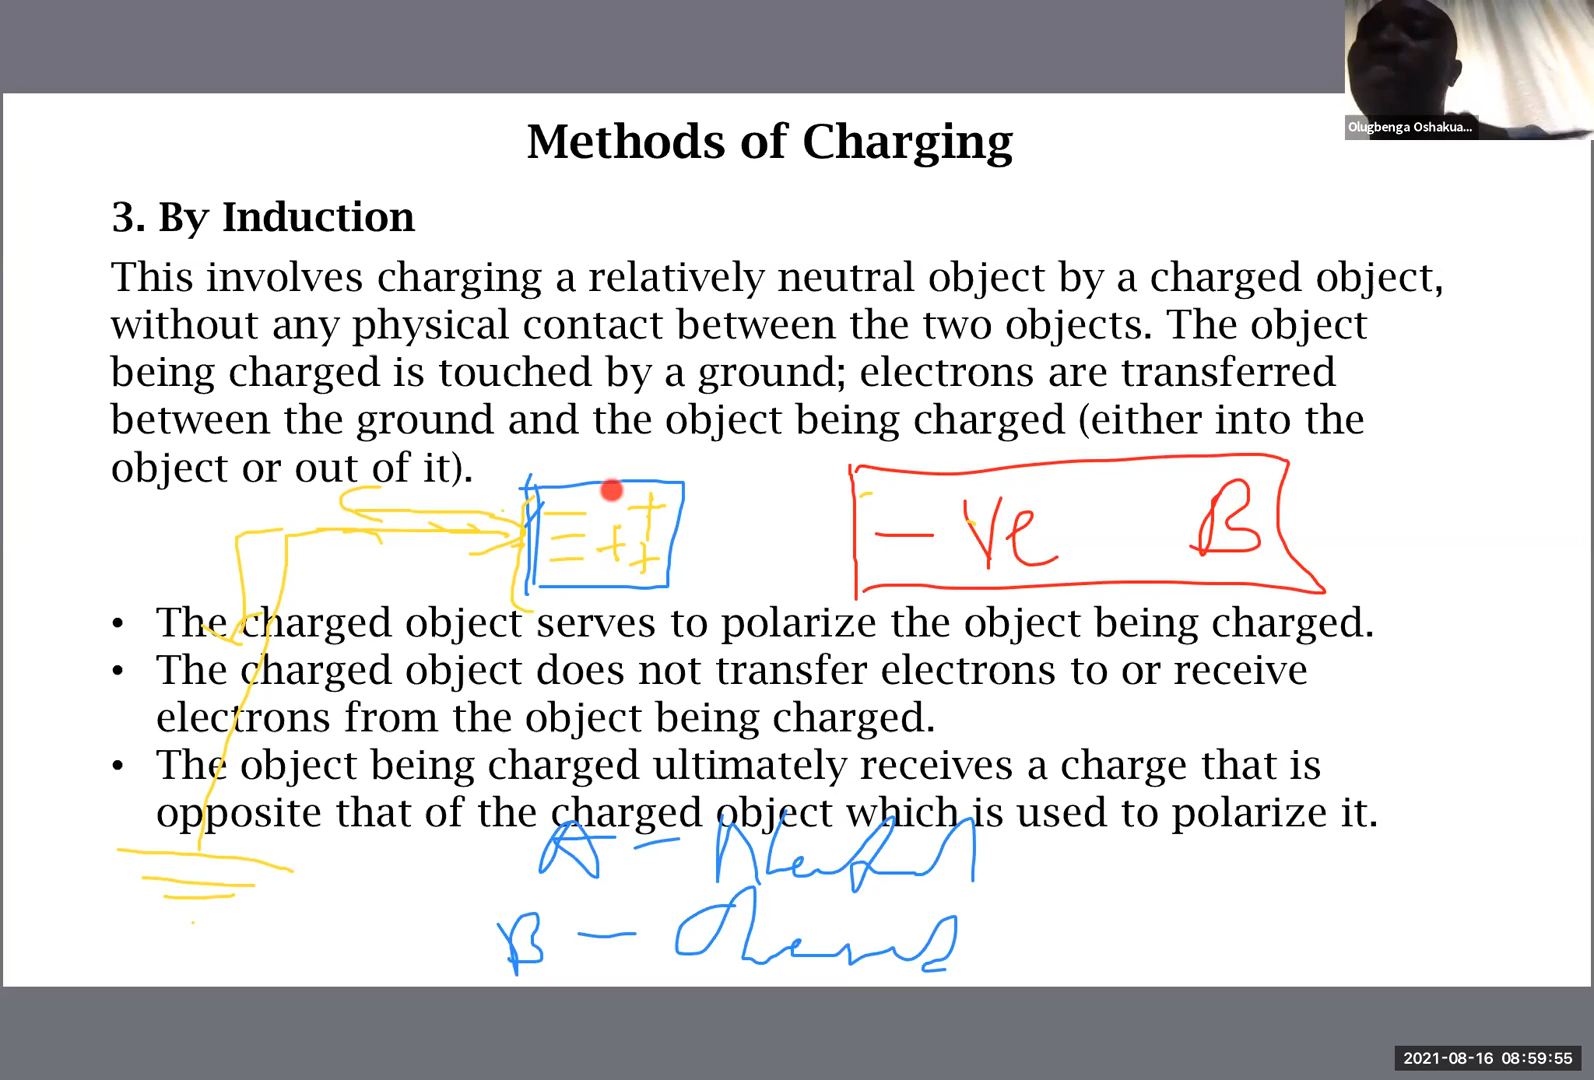 Olugbenga Oshakua...
Methods of Charging
3. By Induction
This involves charging a relatively neutral object by a charged object,
without any physical contact between the two objects. The object
being charged is touched by a ground; electrons are transferred
between the ground and the object being charged (either into the
object or out of it).
- Ve B
• The charged object serves to polarize the object being charged.
• The charged object does not transfer electrons to or receive
electrons from the object being charged.
• The object being charged ultimately receives a charge that is
opposite that of the charged object which is used to polarize it.
A -
B -
2021-08-16 08:59:55